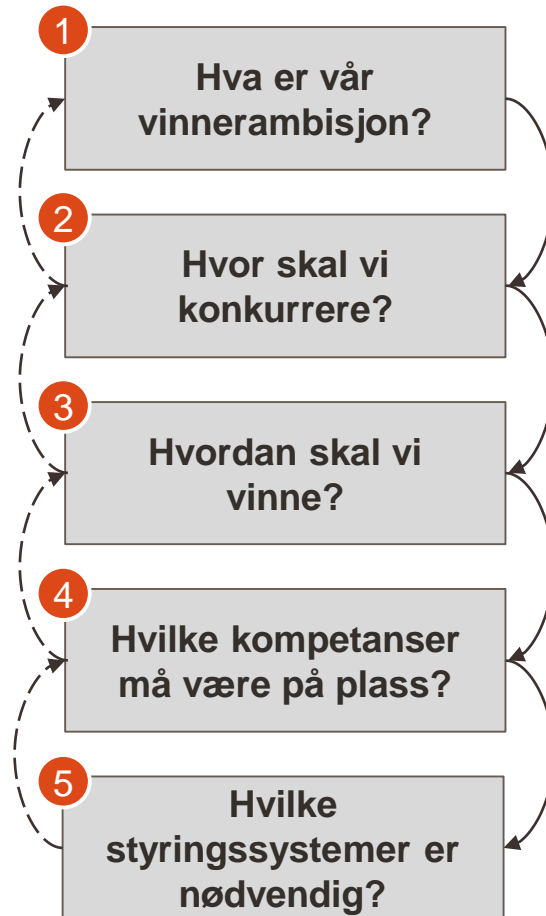 1
Hva er vår
vinnerambisjon?
2
Hvor skal vi
konkurrere?
3
Hvordan skal vi
vinne?
4
Hvilke kompetanser
må være på plass?
5
Hvilke
styringssystemer er
nødvendig?